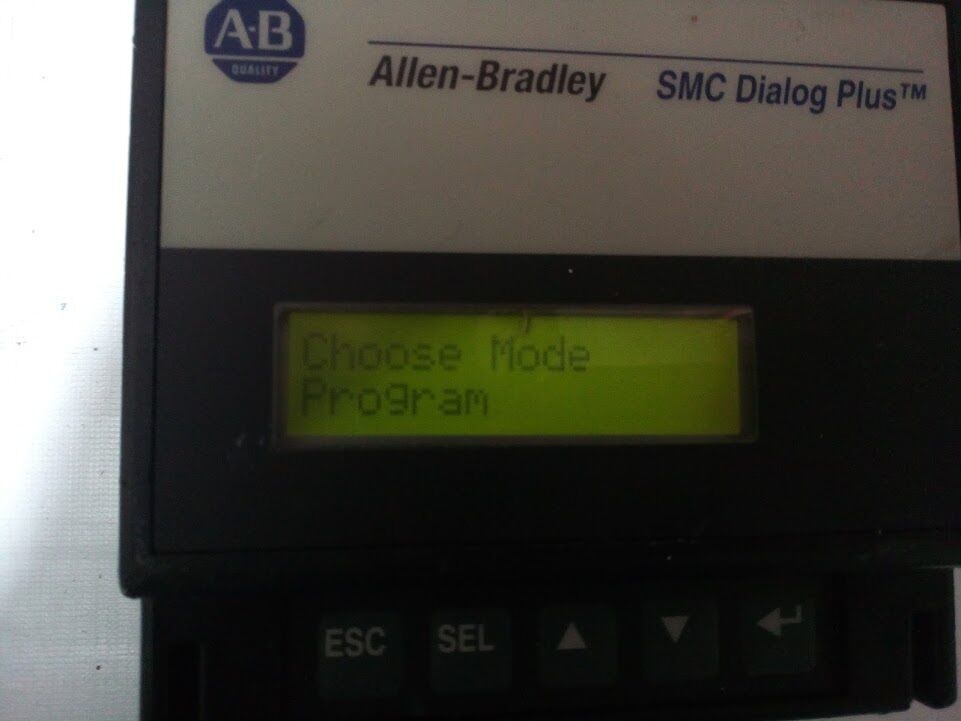 A-B
QUALITY
Allen-Bradley SMC Dialog Plus™
Choose Mode
Program
ESC SEL ▲ ▼ ↵